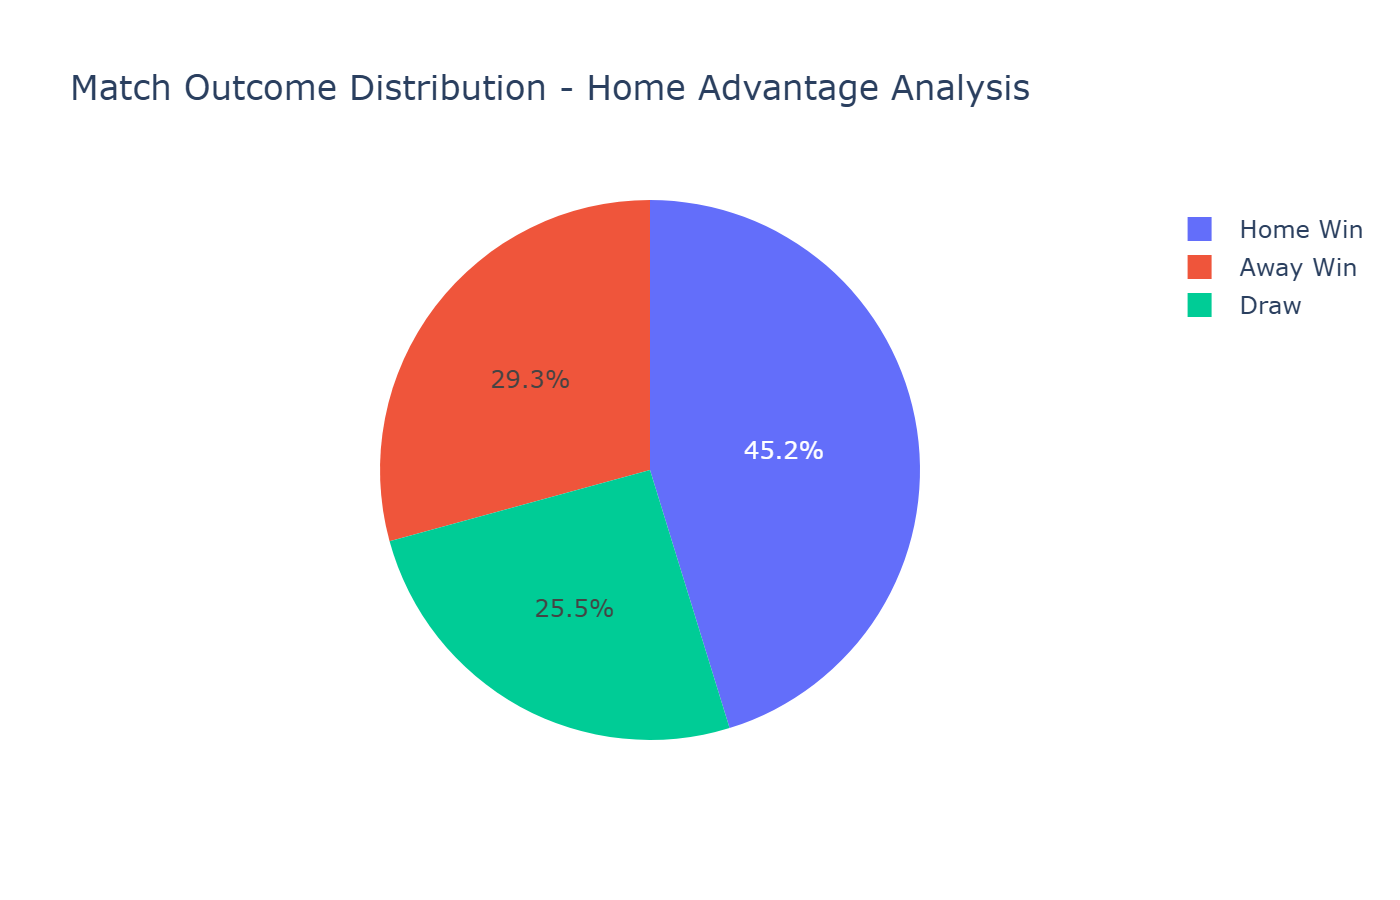 Match Outcome Distribution - Home Advantage Analysis
Home Win
Away Win
Draw
29.3%
45.2%
25.5%